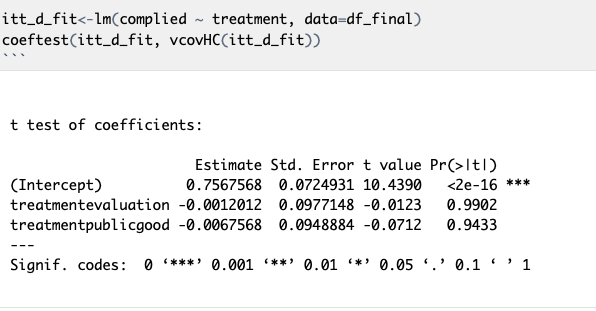 itt_d_fit<-lm(complied ~ treatment, data=df_final)
coeftest(itt_d_fit, vcovHC(itt_d_fit))
```
t test of coefficients:
Estimate Std. Error t value Pr(>|t|)
(Intercept) 0.7567568 0.0724931 10.4390 <2e-16 ***
treatmentevaluation -0.0012012 0.0977148 -0.0123 0.9902
treatmentpublicgood -0.0067568 0.0948884 -0.0712 0.9433
---
Signif. codes: 0 ‘***’ 0.001 ‘**’ 0.01 ‘*’ 0.05 ‘.’ 0.1 ‘ ’ 1